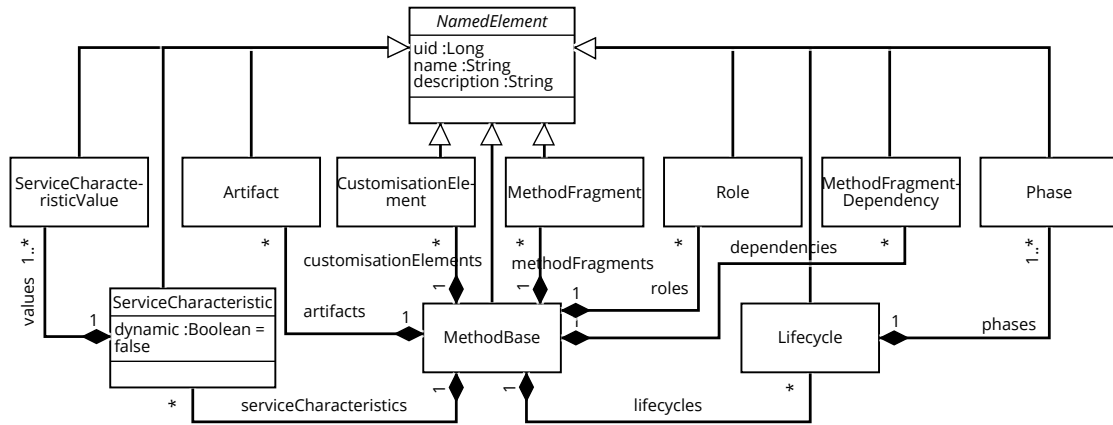 NamedElement
uid :Long
name :String
description :String
ServiceCharacte-
risticValue
Artifact
CustomisationEle-
ment
MethodFragment
Role
MethodFragment-
Dependency
Phase
values
1..*
*
*
*
*
*
1..*
customisationElements
methodFragments
dependencies
roles
artifacts
phases
1
1
1
1
1
1
1
ServiceCharacteristic
dynamic :Boolean =
false
MethodBase
Lifecycle
1
1
*
*
serviceCharacteristics
lifecycles